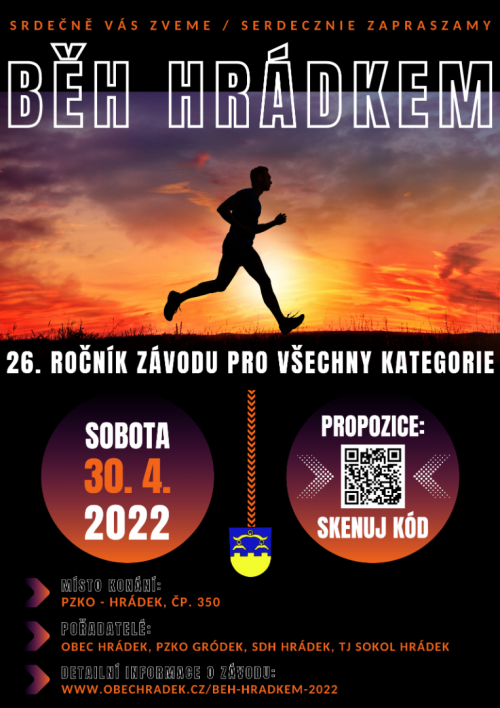 SRDEČNĚ VÁS ZVEME / SERDECZNIE ZAPRASZAMY
BĚH HRÁDKEM
26. ROČNÍK ZÁVODU PRO VŠECHNY KATEGORIE
SOBOTA
30. 4.
2022
PROPOZICE:
SKENUJ KÓD
MÍSTO KONÁNÍ:
PZKO - HRÁDEK, ČP. 350
POŘADATELÉ:
OBEC HRÁDEK, PZKO GRÓDEK, SDH HRÁDEK, TJ SOKOL HRÁDEK
DETAILNÍ INFORMACE O ZÁVODU:
WWW.OBECHRADEK.CZ/BEH-HRADKEM-2022